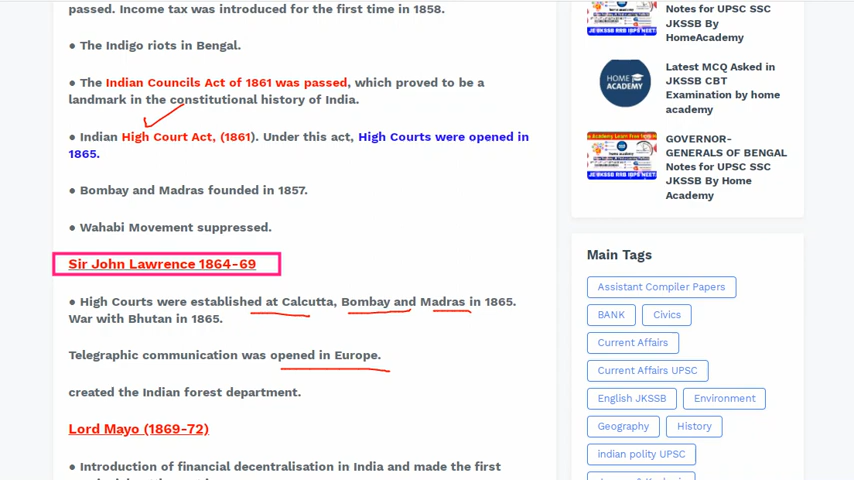 passed. Income tax was introduced for the first time in 1858.
● The Indigo riots in Bengal.
● The Indian Councils Act of 1861 was passed, which proved to be a
landmark in the constitutional history of India.
● Indian High Court Act, (1861). Under this act, High Courts were opened in
1865.
● Bombay and Madras founded in 1857.
● Wahabi Movement suppressed.
Sir John Lawrence 1864-69
● High Courts were established at Calcutta, Bombay and Madras in 1865.
War with Bhutan in 1865.
Telegraphic communication was opened in Europe.
created the Indian forest department.
Lord Mayo (1869-72)
● Introduction of financial decentralisation in India and made the first
Notes for UPSC SSC
JKSSB By
HomeAcademy
HOME
ACADEMY
Latest MCQ Asked in
JKSSB CBT
Examination by home
academy
GOVERNOR-
GENERALS OF BENGAL
Notes for UPSC SSC
JKSSB By Home
Academy
Main Tags
Assistant Compiler Papers
BANK
Civics
Current Affairs
Current Affairs UPSC
English JKSSB
Environment
Geography
History
indian polity UPSC